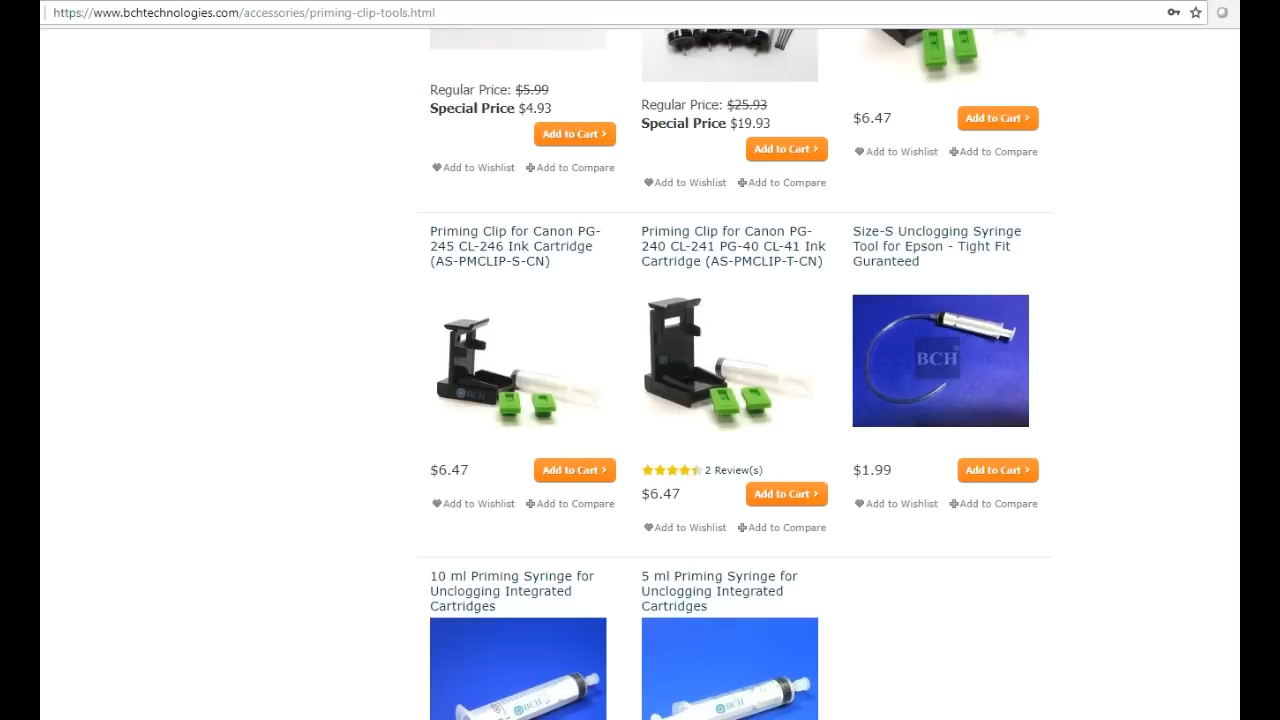 https://www.bchtechnologies.com/accessories/priming-clip-tools.html
Regular Price: $5.99
Special Price $4.93
Add to Cart
Add to Wishlist
Add to Compare
Regular Price: $25.93
Special Price $19.93
Add to Cart
Add to Wishlist
Add to Compare
$6.47
Add to Cart
Add to Wishlist
Add to Compare
Priming Clip for Canon PG-
245 CL-246 Ink Cartridge
(AS-PMCLIP-S-CN)
BCH
$6.47
Add to Cart
Add to Wishlist
Add to Compare
Priming Clip for Canon PG-
240 CL-241 PG-40 CL-41 Ink
Cartridge (AS-PMCLIP-T-CN)
BCH
2 Review(s)
$6.47
Add to Cart
Add to Wishlist
Add to Compare
Size-S Unclogging Syringe
Tool for Epson - Tight Fit
Guranteed
BCH
$1.99
Add to Cart
Add to Wishlist
Add to Compare
10 ml Priming Syringe for
Unclogging Integrated
Cartridges
BCH
5 ml Priming Syringe for
Unclogging Integrated
Cartridges
BCH